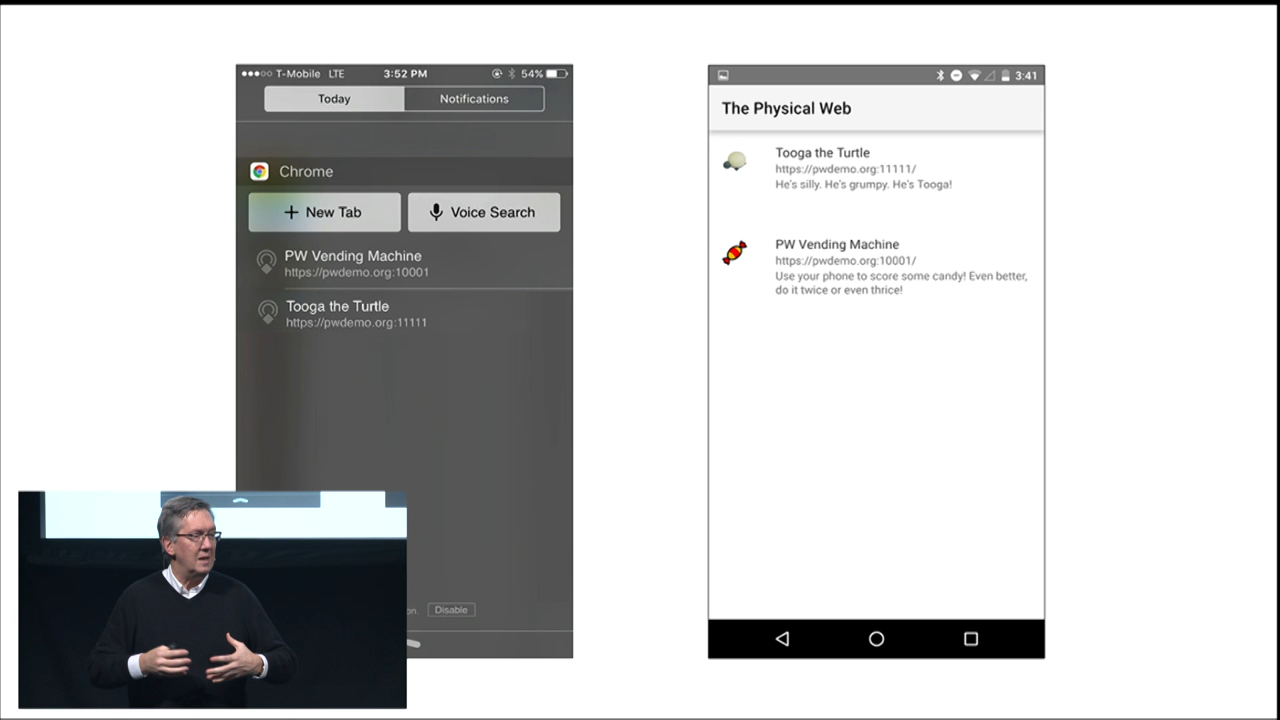 T-Mobile LTE 3:52 PM 54%
Today Notifications
Chrome
+ New Tab Voice Search
PW Vending Machine
https://pwdemo.org:10001
Tooga the Turtle
https://pwdemo.org:11111
on. Disable
3:41
The Physical Web
Tooga the Turtle
https://pwdemo.org:11111/
He's silly. He's grumpy. He's Tooga!
PW Vending Machine
https://pwdemo.org:10001/
Use your phone to score some candy! Even better,
do it twice or even thrice!